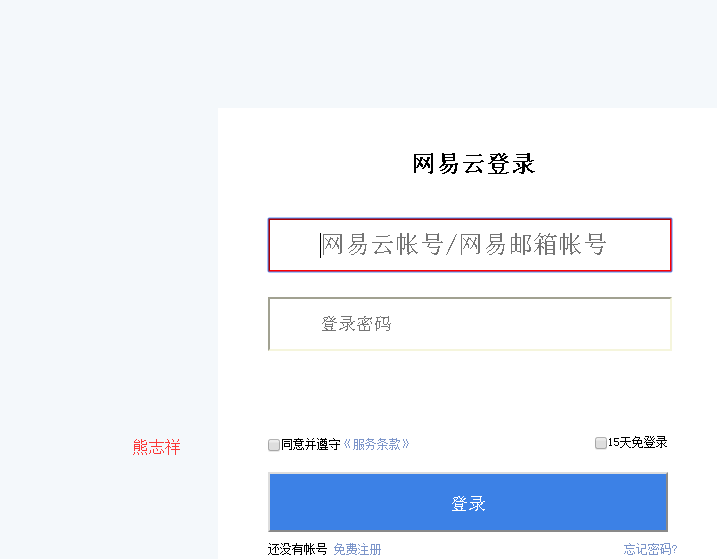 网易云登录
网易云帐号/网易邮箱帐号
登录密码
熊志祥
同意并遵守《服务条款》 15天免登录
登录
还没有帐号 免费注册 忘记密码?